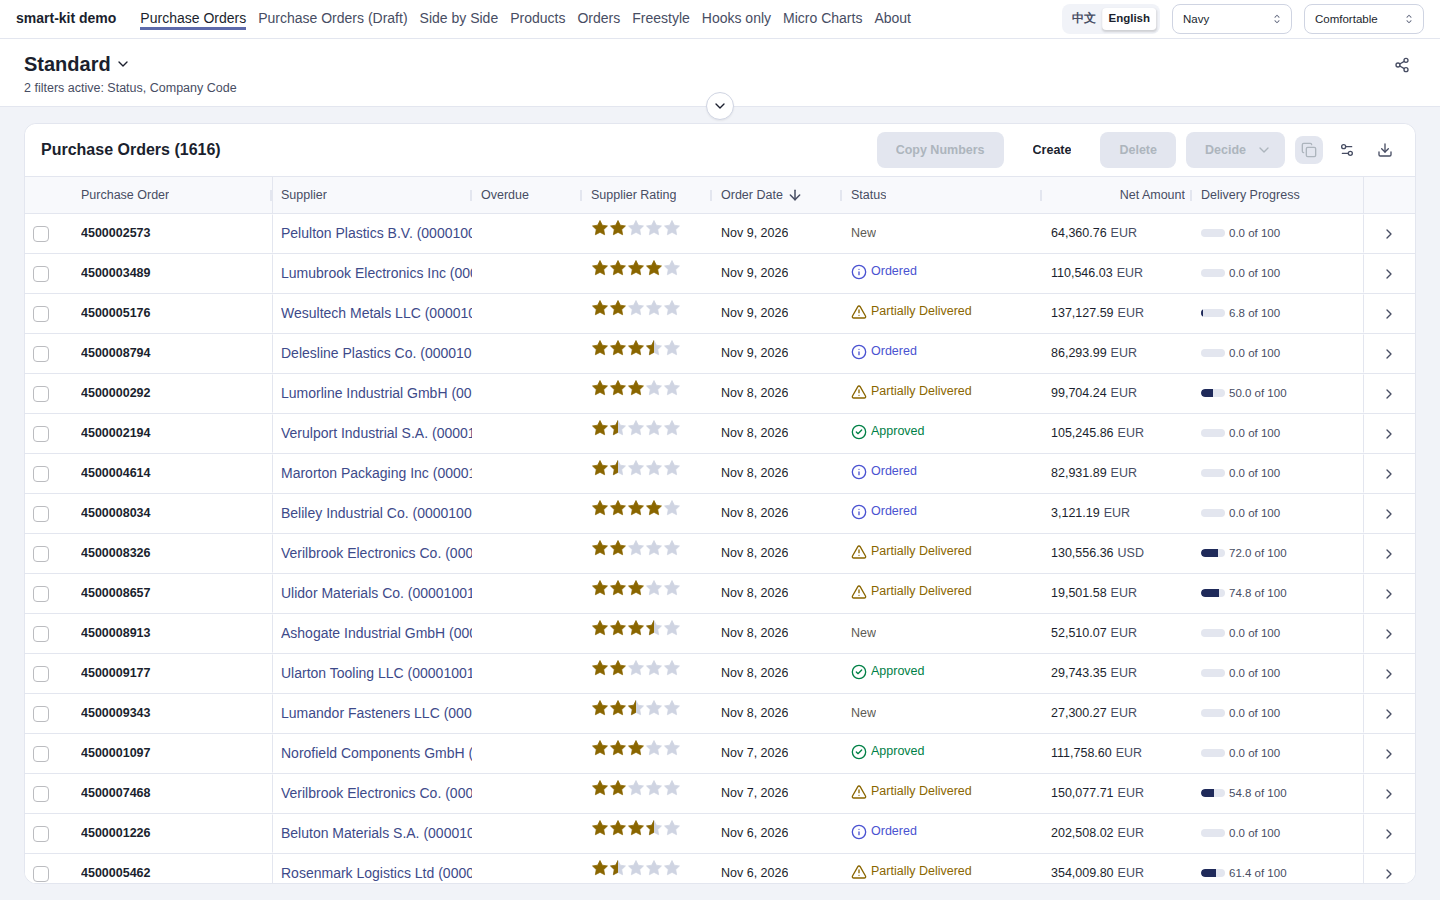 smart-kit demo Purchase Orders Purchase Orders (Draft) Side by Side Products Orders Freestyle Hooks only Micro Charts About 中文 English Navy Comfortable
Standard
2 filters active: Status, Company Code
Purchase Orders (1616) Copy Numbers Create Delete Decide
Purchase Order Supplier Overdue Supplier Rating Order Date Status Net Amount Delivery Progress
4500002573 Pelulton Plastics B.V. (0000100 Nov 9, 2026 New 64,360.76 EUR 0.0 of 100
4500003489 Lumubrook Electronics Inc (000 Nov 9, 2026 Ordered 110,546.03 EUR 0.0 of 100
4500005176 Wesultech Metals LLC (000010 Nov 9, 2026 Partially Delivered 137,127.59 EUR 6.8 of 100
4500008794 Delesline Plastics Co. (000010 Nov 9, 2026 Ordered 86,293.99 EUR 0.0 of 100
4500000292 Lumorline Industrial GmbH (00 Nov 8, 2026 Partially Delivered 99,704.24 EUR 50.0 of 100
4500002194 Verulport Industrial S.A. (00001 Nov 8, 2026 Approved 105,245.86 EUR 0.0 of 100
4500004614 Marorton Packaging Inc (00001 Nov 8, 2026 Ordered 82,931.89 EUR 0.0 of 100
4500008034 Beliley Industrial Co. (0000100 Nov 8, 2026 Ordered 3,121.19 EUR 0.0 of 100
4500008326 Verilbrook Electronics Co. (000 Nov 8, 2026 Partially Delivered 130,556.36 USD 72.0 of 100
4500008657 Ulidor Materials Co. (00001001 Nov 8, 2026 Partially Delivered 19,501.58 EUR 74.8 of 100
4500008913 Ashogate Industrial GmbH (000 Nov 8, 2026 New 52,510.07 EUR 0.0 of 100
4500009177 Ularton Tooling LLC (00001001 Nov 8, 2026 Approved 29,743.35 EUR 0.0 of 100
4500009343 Lumandor Fasteners LLC (000 Nov 8, 2026 New 27,300.27 EUR 0.0 of 100
4500001097 Norofield Components GmbH ( Nov 7, 2026 Approved 111,758.60 EUR 0.0 of 100
4500007468 Verilbrook Electronics Co. (000 Nov 7, 2026 Partially Delivered 150,077.71 EUR 54.8 of 100
4500001226 Beluton Materials S.A. (000010 Nov 6, 2026 Ordered 202,508.02 EUR 0.0 of 100
4500005462 Rosenmark Logistics Ltd (0000 Nov 6, 2026 Partially Delivered 354,009.80 EUR 61.4 of 100